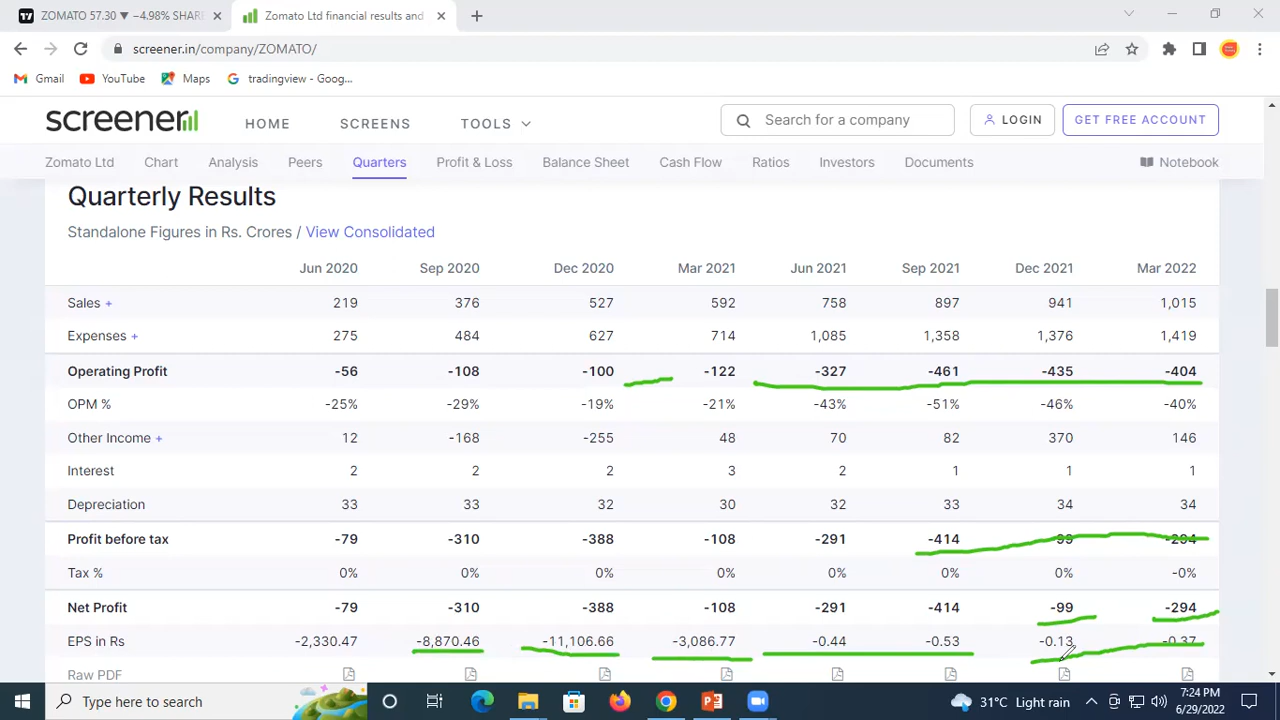 ZOMATO 57.30 ▼ −4.98% SHARE
Zomato Ltd financial results and
screener.in/company/ZOMATO/
Gmail YouTube Maps tradingview - Goog...
screener HOME SCREENS TOOLS Search for a company LOGIN GET FREE ACCOUNT
Zomato Ltd Chart Analysis Peers Quarters Profit & Loss Balance Sheet Cash Flow Ratios Investors Documents Notebook
Quarterly Results
Standalone Figures in Rs. Crores / View Consolidated
Jun 2020 Sep 2020 Dec 2020 Mar 2021 Jun 2021 Sep 2021 Dec 2021 Mar 2022
Sales + 219 376 527 592 758 897 941 1,015
Expenses + 275 484 627 714 1,085 1,358 1,376 1,419
Operating Profit -56 -108 -100 -122 -327 -461 -435 -404
OPM % -25% -29% -19% -21% -43% -51% -46% -40%
Other Income + 12 -168 -255 48 70 82 370 146
Interest 2 2 2 3 2 1 1 1
Depreciation 33 33 32 30 32 33 34 34
Profit before tax -79 -310 -388 -108 -291 -414 -99 -294
Tax % 0% 0% 0% 0% 0% 0% 0% -0%
Net Profit -79 -310 -388 -108 -291 -414 -99 -294
EPS in Rs -2,330.47 -8,870.46 -11,106.66 -3,086.77 -0.44 -0.53 -0.13 -0.37
Raw PDF
Type here to search 31°C Light rain 7:24 PM
6/29/2022